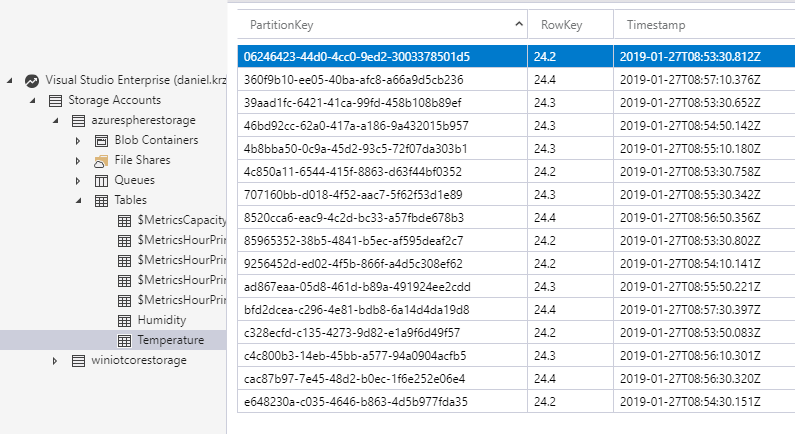 Visual Studio Enterprise (daniel.krz
Storage Accounts
azurespherestorage
Blob Containers
File Shares
Queues
Tables
$MetricsCapacity
$MetricsHourPri
$MetricsHourPri
$MetricsHourPri
$MetricsHourPri
Humidity
Temperature
winiotcorestorage
PartitionKey RowKey Timestamp
06246423-44d0-4cc0-9ed2-3003378501d5 24.2 2019-01-27T08:53:30.812Z
360f9b10-ee05-40ba-afc8-a66a9d5cb236 24.4 2019-01-27T08:57:10.376Z
39aad1fc-6421-41ca-99fd-458b108b89ef 24.3 2019-01-27T08:53:30.652Z
46bd92cc-62a0-417a-a186-9a432015b957 24.3 2019-01-27T08:54:50.142Z
4b8bba50-0c9a-45d2-93c5-72f07da303b1 24.3 2019-01-27T08:55:10.180Z
4c850a11-6544-415f-8863-d63f44bf0352 24.2 2019-01-27T08:53:30.758Z
707160bb-d018-4f52-aac7-5f62f53d1e89 24.3 2019-01-27T08:55:30.342Z
8520cca6-eac9-4c2d-bc33-a57fbde678b3 24.4 2019-01-27T08:56:50.356Z
85965352-38b5-4841-b5ec-af595deaf2c7 24.2 2019-01-27T08:53:30.802Z
9256452d-ed02-4f5b-866f-a4d5c308ef62 24.2 2019-01-27T08:54:10.141Z
ad867eaa-05d8-461d-b89a-491924ee2cdd 24.3 2019-01-27T08:55:50.221Z
bfd2dcea-c296-4e81-bdb8-6a14d4da19d8 24.4 2019-01-27T08:57:30.397Z
c328ecfd-c135-4273-9d82-e1a9f6d49f57 24.2 2019-01-27T08:53:50.083Z
c4c800b3-14eb-45bb-a577-94a0904acfb5 24.3 2019-01-27T08:56:10.301Z
cac87b97-7e45-48d2-b0ec-1f6e252e06e4 24.4 2019-01-27T08:56:30.320Z
e648230a-c035-4646-b863-4d5b977fda35 24.2 2019-01-27T08:54:30.151Z